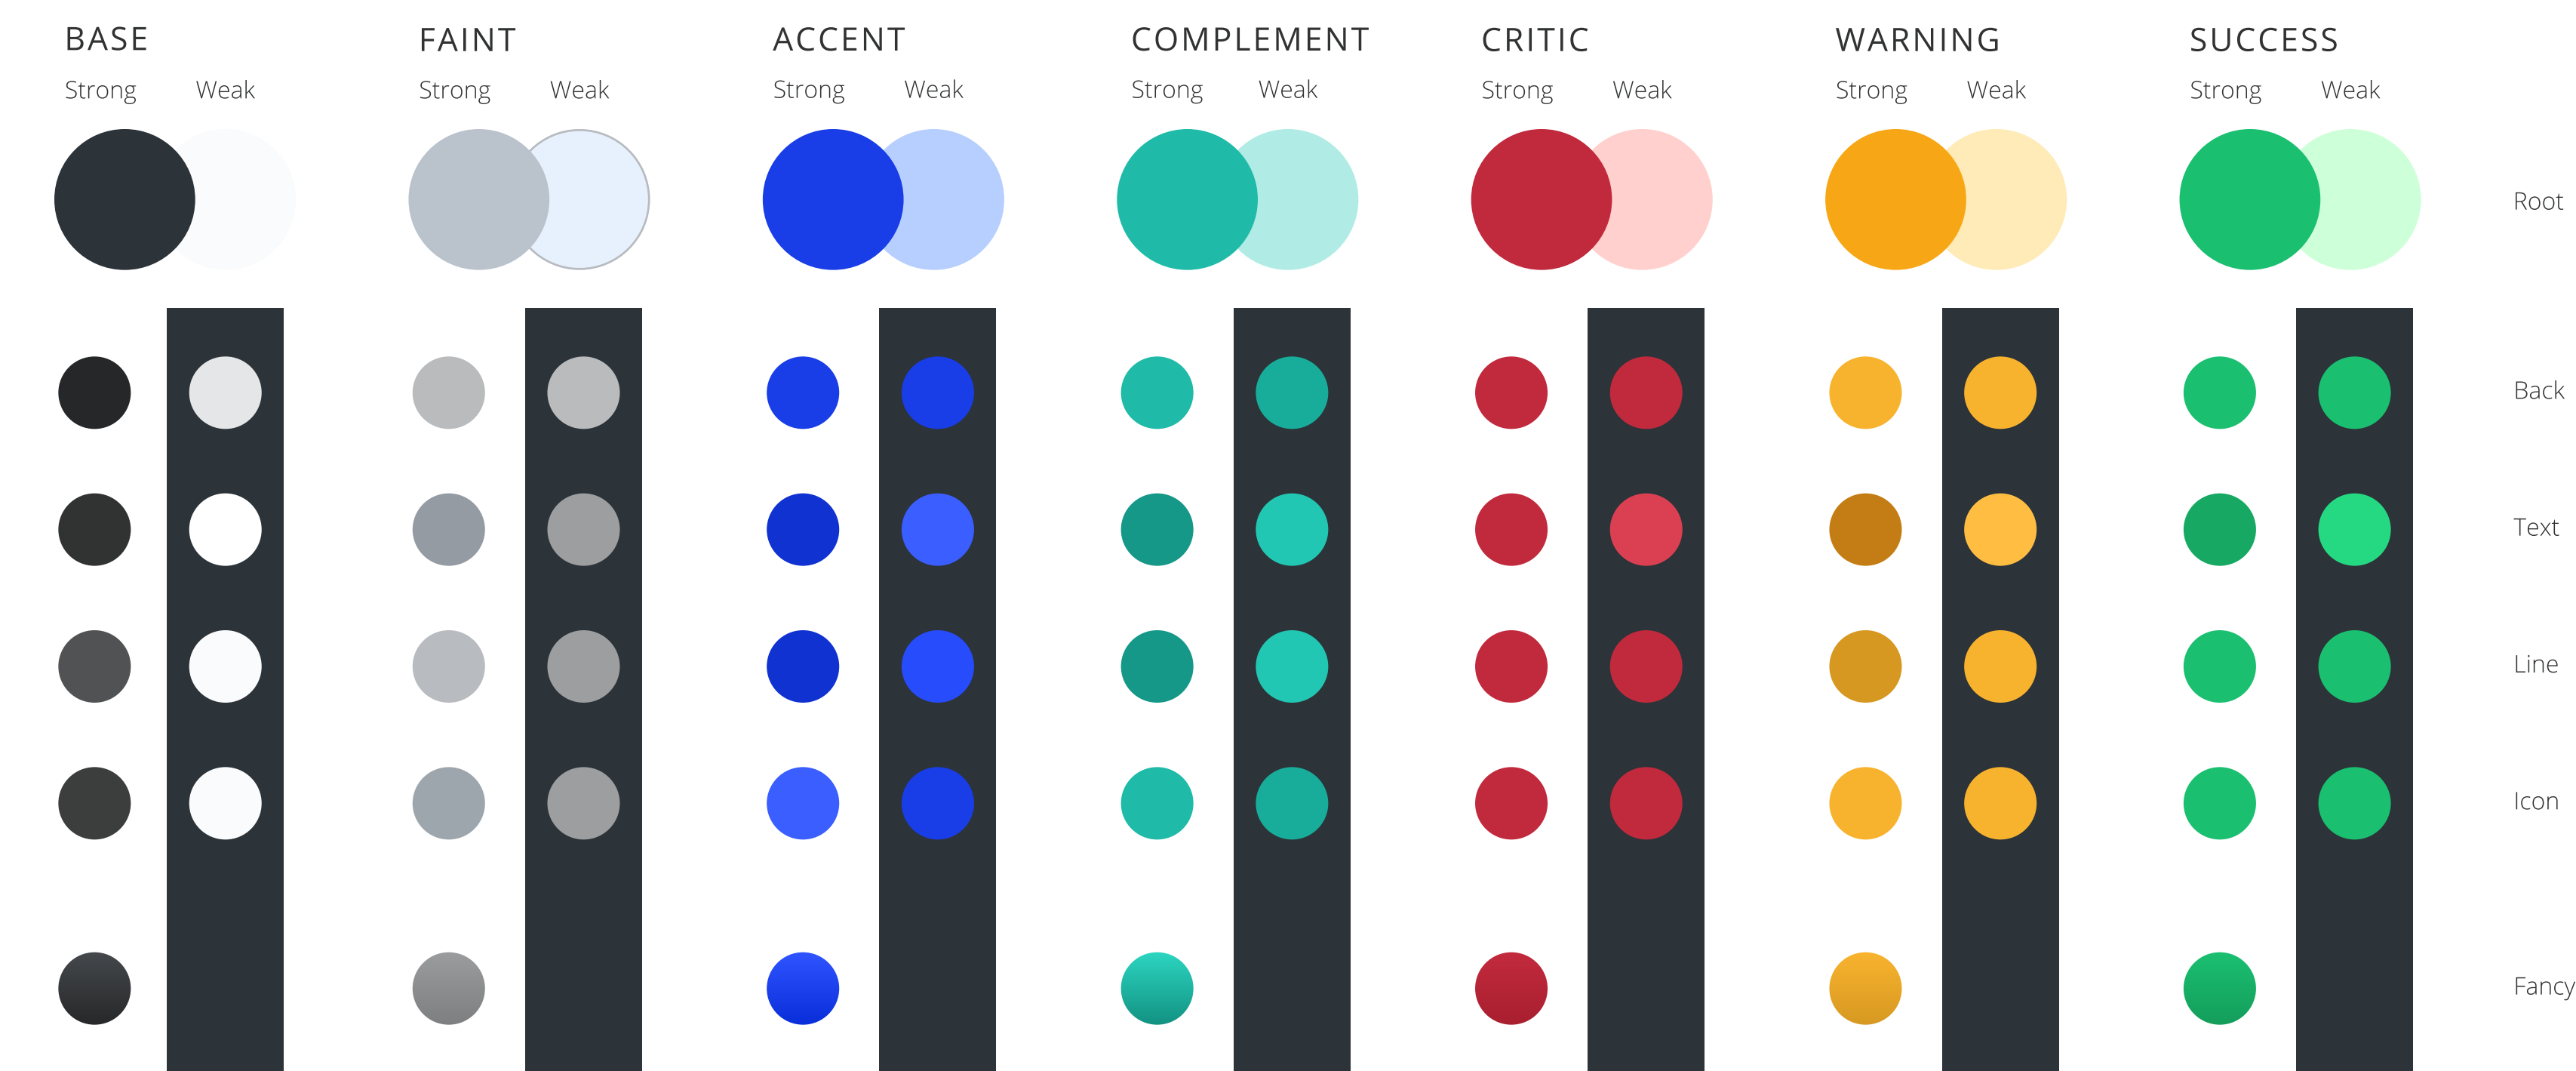 BASE FAINT ACCENT COMPLEMENT CRITIC WARNING SUCCESS
Strong Weak Strong Weak Strong Weak Strong Weak Strong Weak Strong Weak Strong Weak
Root
Back
Text
Line
Icon
Fancy